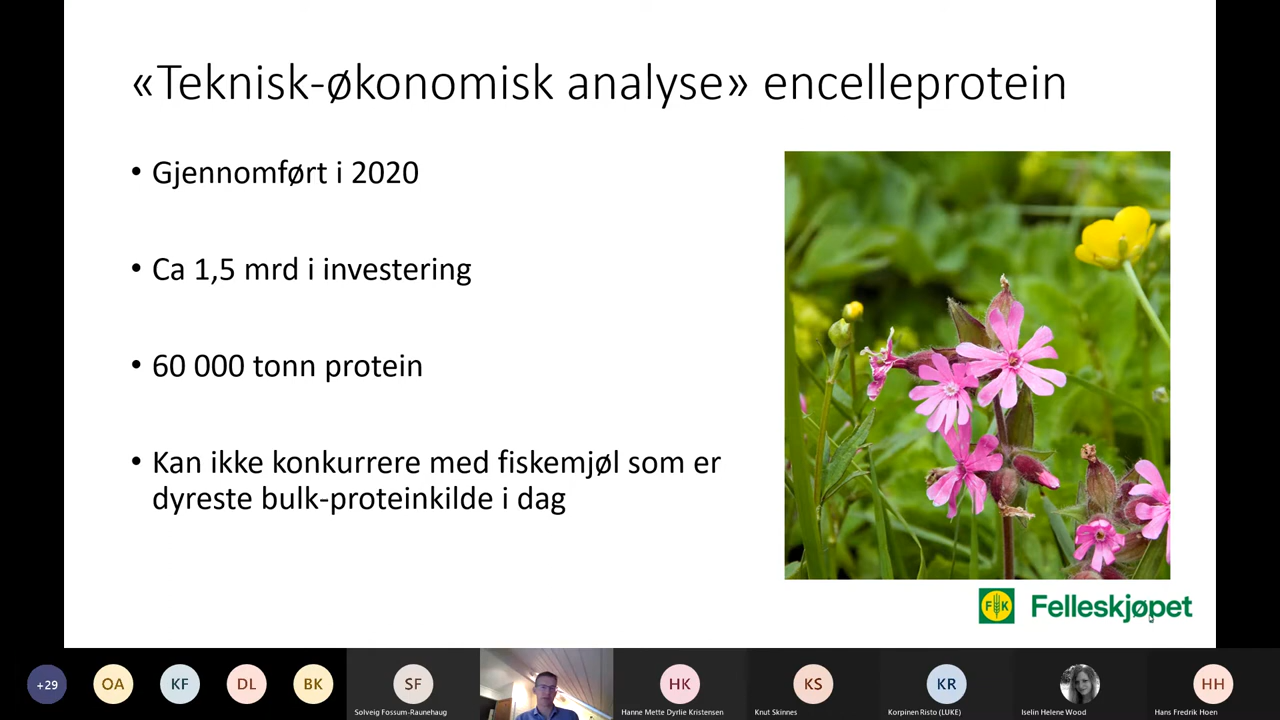 «Teknisk-økonomisk analyse» encelleprotein
• Gjennomført i 2020
• Ca 1,5 mrd i investering
• 60 000 tonn protein
• Kan ikke konkurrere med fiskemjøl som er
dyreste bulk-proteinkilde i dag
FK Felleskjøpet
+29
OA
KF
DL
BK
SF
Solveig Fossum-Raunehaug
HK
Hanne Mette Dyrlie Kristensen
KS
Knut Skinnes
KR
Korpinen Risto (LUKE)
Iselin Helene Wood
HH
Hans Fredrik Hoen